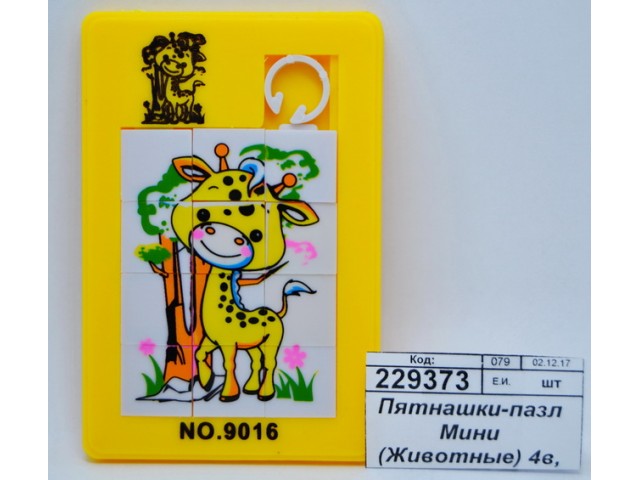 NO.9016
Код: 079 02.12.17
229373 Е.И. шт
Пятнашки-пазл
Мини
(Животные) 4в,